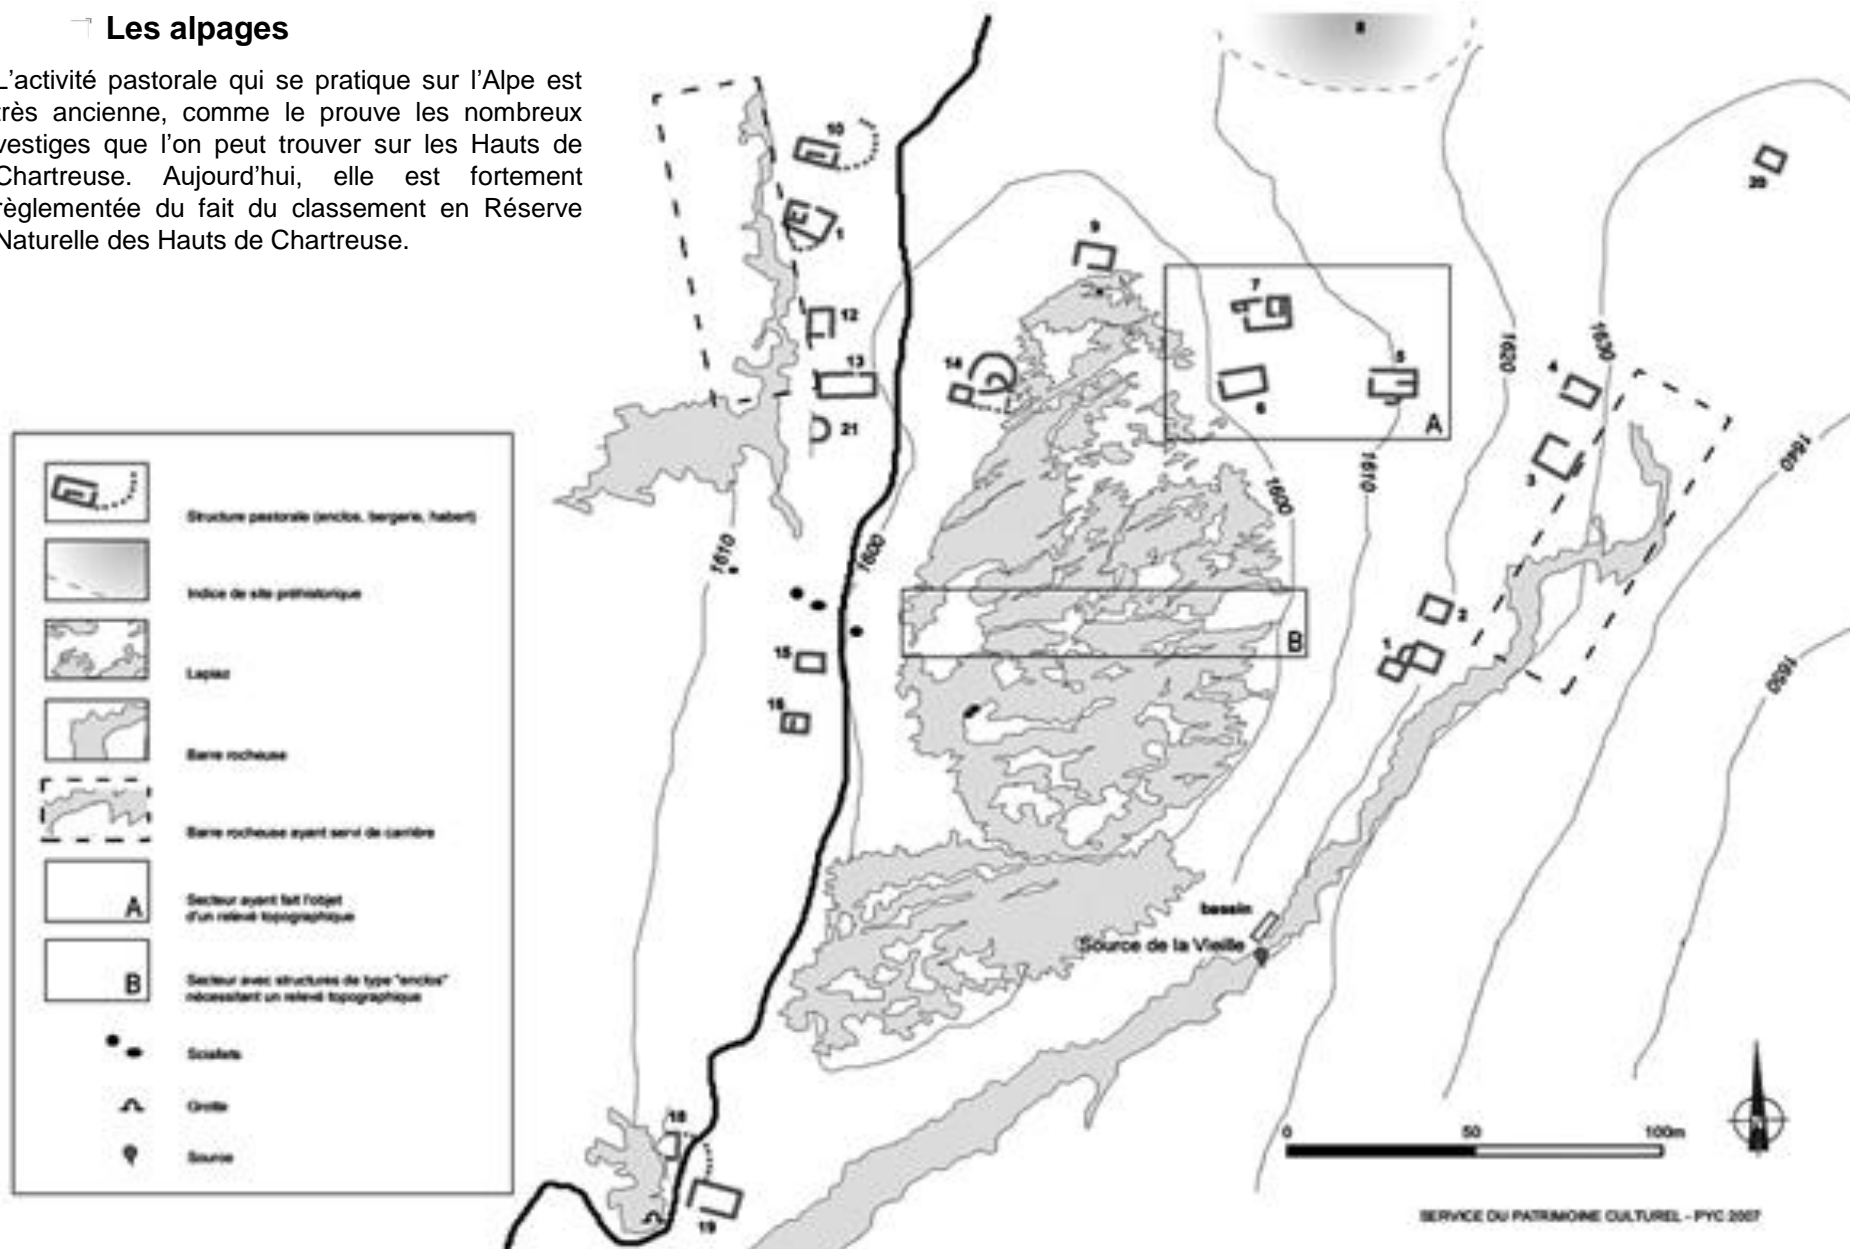 Les alpages
L'activité pastorale qui se pratique sur l'Alpe est
très ancienne, comme le prouve les nombreux
vestiges que l'on peut trouver sur les Hauts de
Chartreuse. Aujourd'hui, elle est fortement
règlementée du fait du classement en Réserve
Naturelle des Hauts de Chartreuse.
10
1
12
13
21
14
9
7
6
5
A
4
3
2
1
20
8
15
16
18
19
B
1610
1600
1600
1610
1620
1630
1640
1650
bassin
Source de la Vieille
Structure pastorale (enclos, bergerie, habert)
Indice de site préhistorique
Lapiaz
Barre rocheuse
Barre rocheuse ayant servi de carrière
A
Secteur ayant fait l'objet
d'un relevé topographique
B
Secteur avec structures de type "enclos"
nécessitant un relevé topographique
Scialets
Grotte
Source
0 50 100m
SERVICE DU PATRIMOINE CULTUREL - PYC 2007